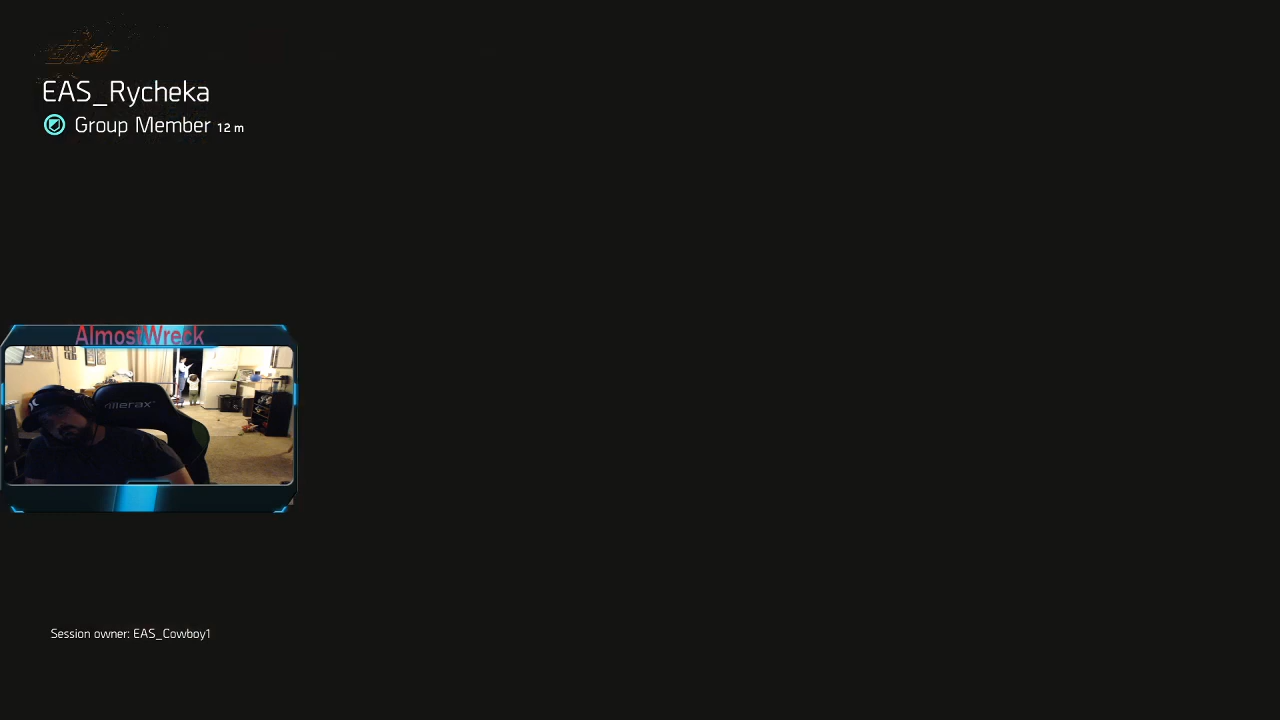 EAS_Rycheka
Group Member 12 m
AlmostWreck
Session owner: EAS_Cowboy1